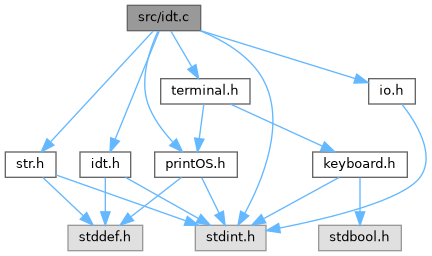 src/idt.c
terminal.h
io.h
str.h
idt.h
printOS.h
keyboard.h
stddef.h
stdint.h
stdbool.h